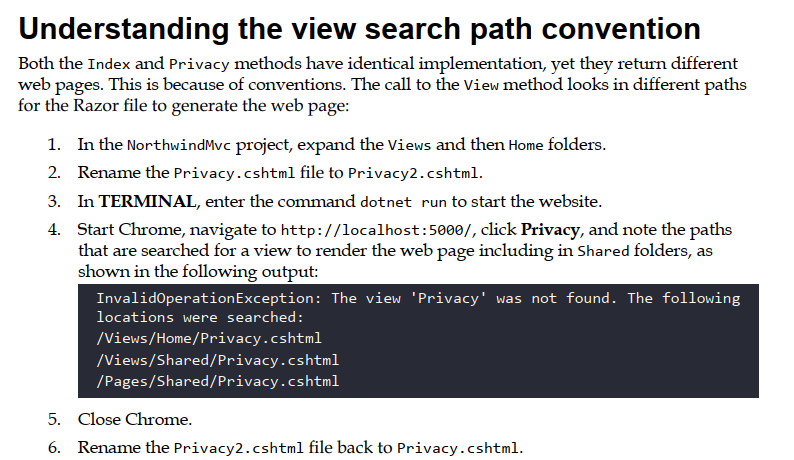 Understanding the view search path convention
Both the Index and Privacy methods have identical implementation, yet they return different
web pages. This is because of conventions. The call to the View method looks in different paths
for the Razor file to generate the web page:
1. In the NorthwindMvc project, expand the Views and then Home folders.
2. Rename the Privacy.cshtml file to Privacy2.cshtml.
3. In TERMINAL, enter the command dotnet run to start the website.
4. Start Chrome, navigate to http://localhost:5000/, click Privacy, and note the paths
that are searched for a view to render the web page including in Shared folders, as
shown in the following output:
InvalidOperationException: The view 'Privacy' was not found. The following
locations were searched:
/Views/Home/Privacy.cshtml
/Views/Shared/Privacy.cshtml
/Pages/Shared/Privacy.cshtml
5. Close Chrome.
6. Rename the Privacy2.cshtml file back to Privacy.cshtml.